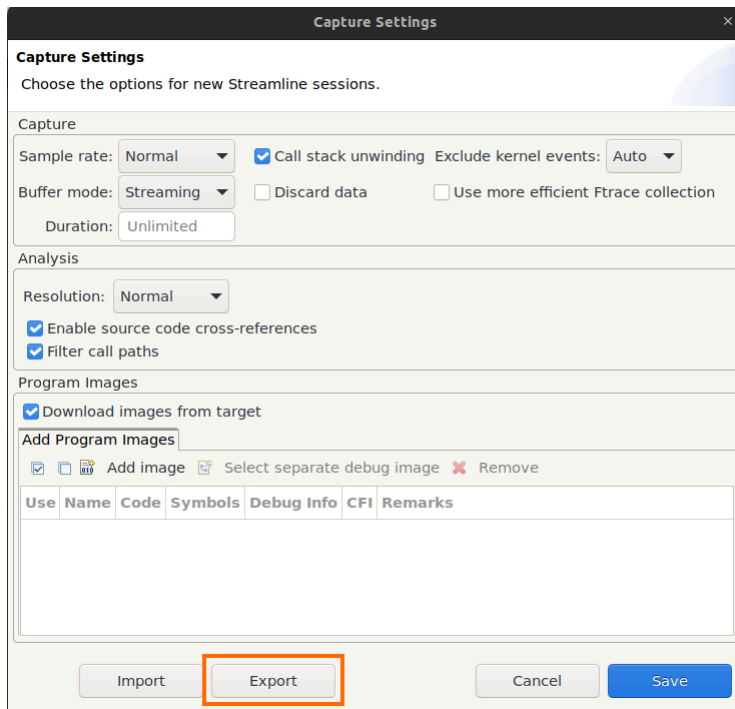 Capture Settings
Capture Settings
Choose the options for new Streamline sessions.
Capture
Sample rate: Normal Call stack unwinding Exclude kernel events: Auto
Buffer mode: Streaming Discard data Use more efficient Ftrace collection
Duration: Unlimited
Analysis
Resolution: Normal
Enable source code cross-references
Filter call paths
Program Images
Download images from target
Add Program Images
Add image Select separate debug image Remove
Use Name Code Symbols Debug Info CFI Remarks
Import Export Cancel Save